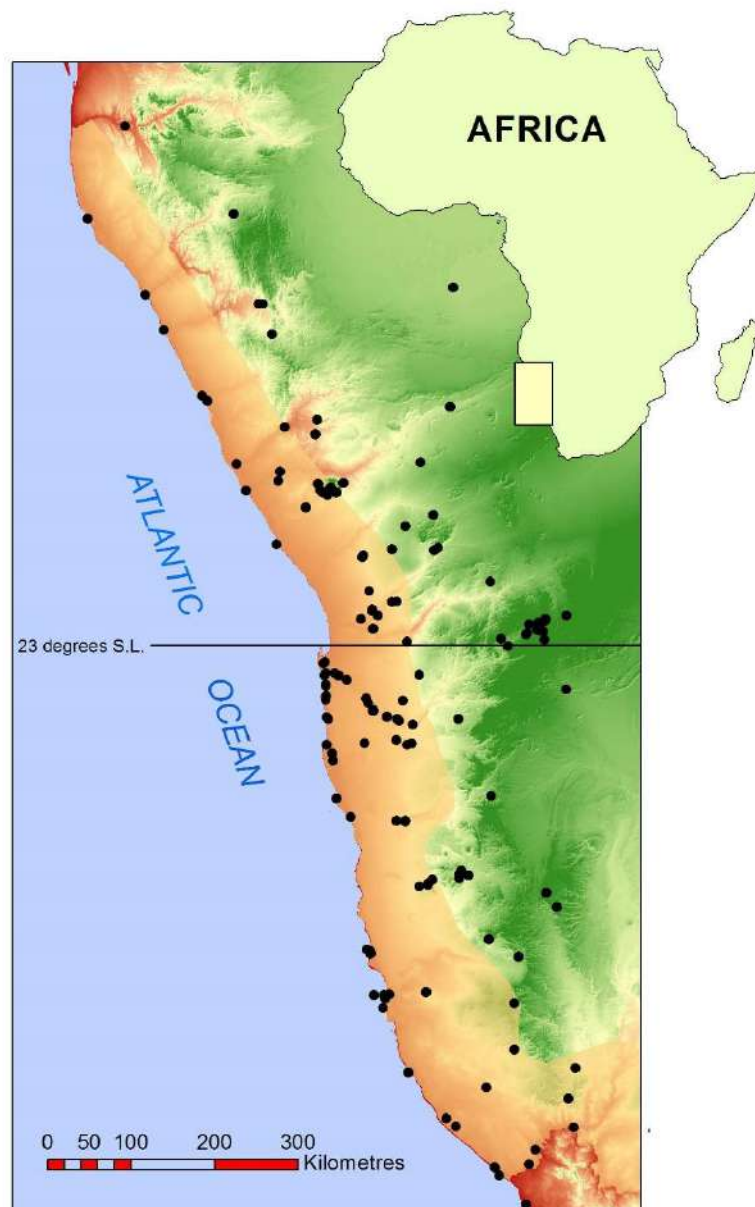 AFRICA
ATLANTIC
23 degrees S.L.
OCEAN
0 50 100 200 300
Kilometres